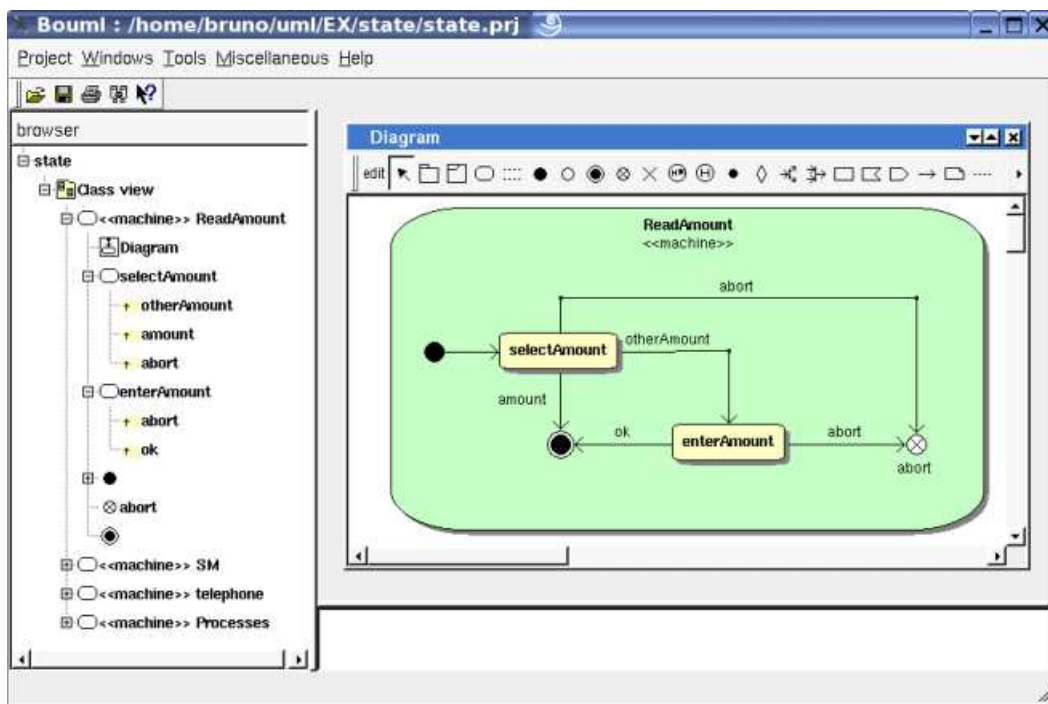 Bouml : /home/bruno/uml/EX/state/state.prj
Project Windows Tools Miscellaneous Help
browser
state
Class view
<<machine>> ReadAmount
Diagram
selectAmount
otherAmount
amount
abort
enterAmount
abort
ok
abort
<<machine>> SM
<<machine>> telephone
<<machine>> Processes
Diagram
edit
ReadAmount
<<machine>>
abort
selectAmount
otherAmount
amount
ok
enterAmount
abort
abort